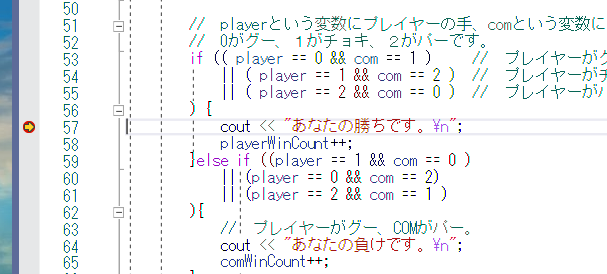 50
51 // playerという変数にプレイヤーの手、comという変数に
52 // 0がグー、１がチョキ、２がパーです。
53 if (( player == 0 && com == 1 ) // プレイヤーがグ
54 || ( player == 1 && com == 2 ) // プレイヤーがチ
55 || ( player == 2 && com == 0 ) // プレイヤーがパ
56 ) {
57 cout << "あなたの勝ちです。¥n";
58 playerWinCount++;
59 }else if ((player == 1 && com == 0 )
60 || (player == 0 && com == 2)
61 || (player == 2 && com == 1 )
62 ){
63 // プレイヤーがグー、COMがパー。
64 cout << "あなたの負けです。¥n";
65 comWinCount++;